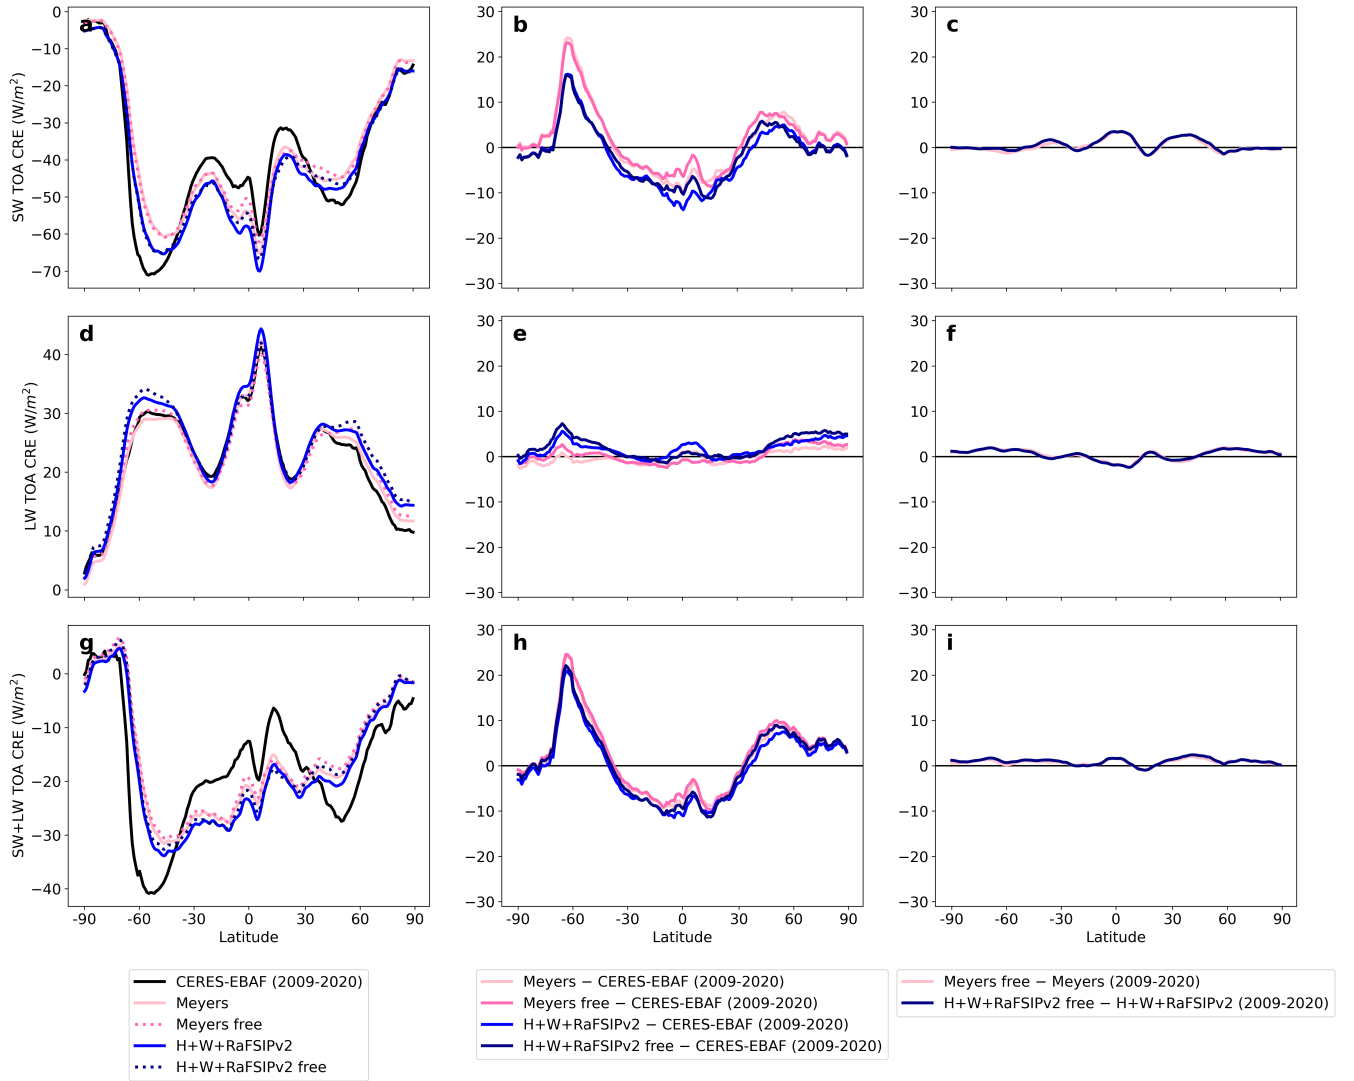 a
0
−10
−20
−30
−40
−50
−60
−70
SW TOA CRE (W/m²)
b
30
20
10
0
−10
−20
−30
c
30
20
10
0
−10
−20
−30
d
40
30
20
10
0
LW TOA CRE (W/m²)
e
30
20
10
0
−10
−20
−30
f
30
20
10
0
−10
−20
−30
g
0
−10
−20
−30
−40
SW+LW TOA CRE (W/m²)
-90 -60 -30 0 30 60 90
Latitude
h
30
20
10
0
−10
−20
−30
-90 -60 -30 0 30 60 90
Latitude
i
30
20
10
0
−10
−20
−30
-90 -60 -30 0 30 60 90
Latitude
CERES-EBAF (2009-2020)
Meyers
Meyers free
H+W+RaFSIPv2
H+W+RaFSIPv2 free
Meyers − CERES-EBAF (2009-2020)
Meyers free − CERES-EBAF (2009-2020)
H+W+RaFSIPv2 − CERES-EBAF (2009-2020)
H+W+RaFSIPv2 free − CERES-EBAF (2009-2020)
Meyers free − Meyers (2009-2020)
H+W+RaFSIPv2 free − H+W+RaFSIPv2 (2009-2020)